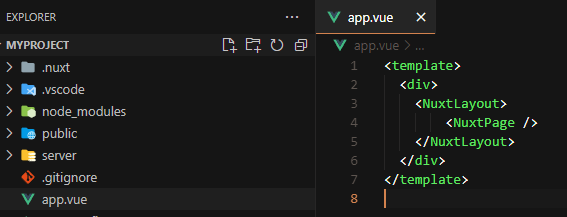 EXPLORER
...
MYPROJECT
.nuxt
.vscode
node_modules
public
server
.gitignore
app.vue
app.vue
app.vue > ...
1 <template>
2 <div>
3 <NuxtLayout>
4 <NuxtPage />
5 </NuxtLayout>
6 </div>
7 </template>
8